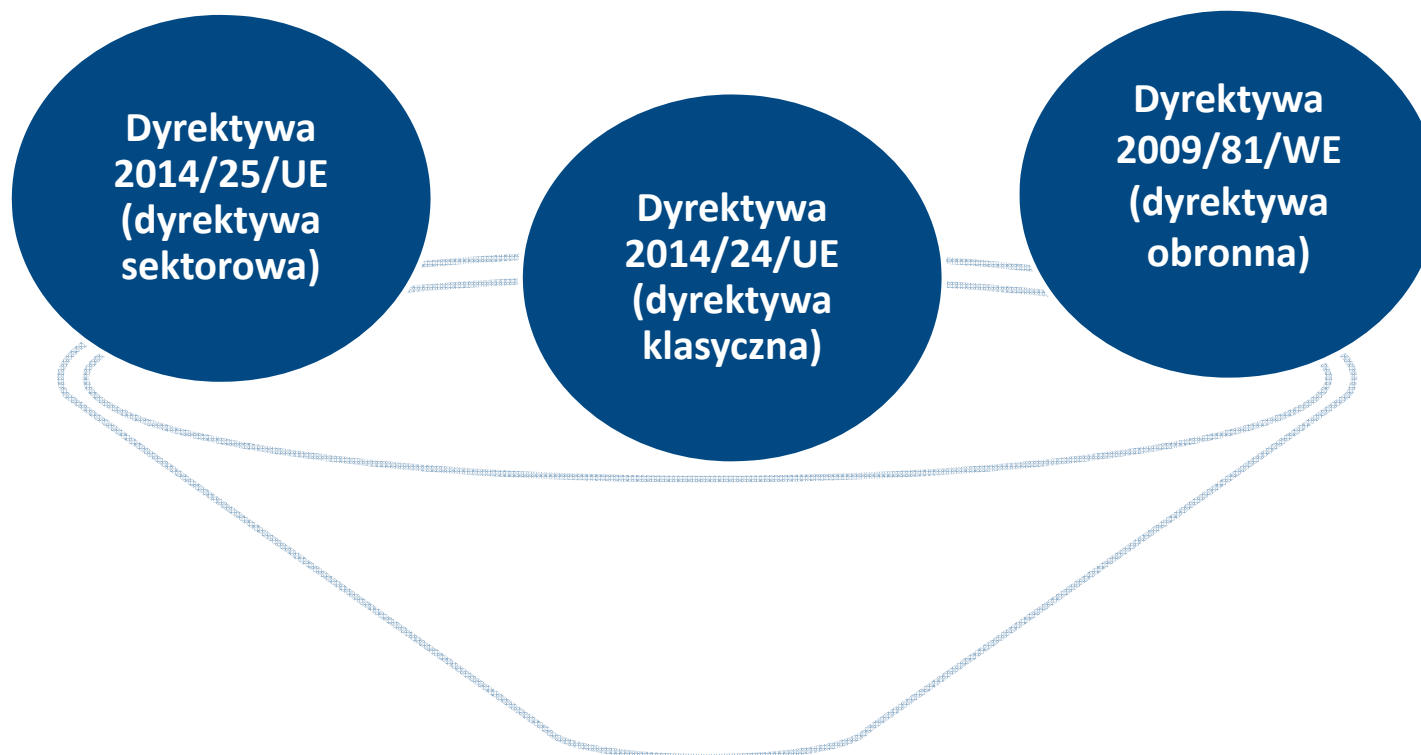 Dyrektywa
2014/25/UE
(dyrektywa
sektorowa)
Dyrektywa
2014/24/UE
(dyrektywa
klasyczna)
Dyrektywa
2009/81/WE
(dyrektywa
obronna)